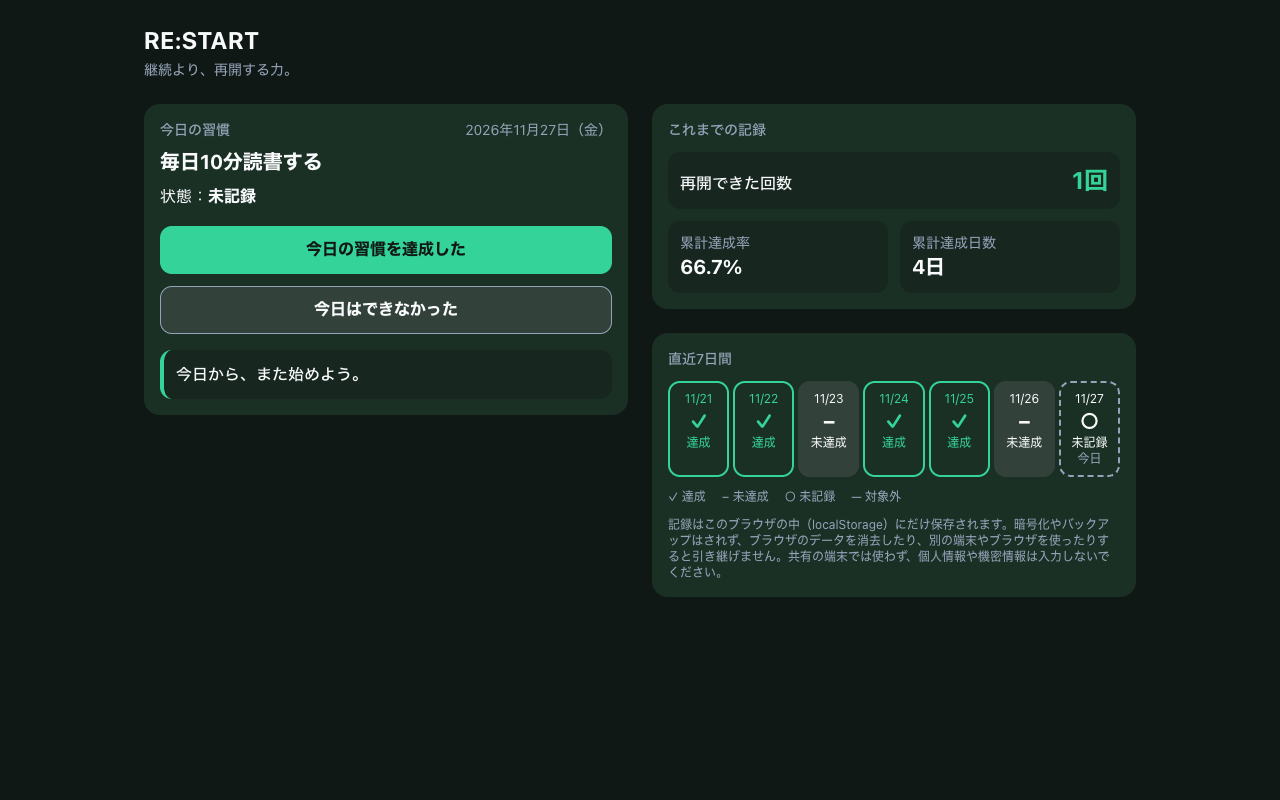 RE:START
継続より、再開する力。
今日の習慣
2026年11月27日（金）
毎日10分読書する
状態：未記録
今日の習慣を達成した
今日はできなかった
今日から、また始めよう。
これまでの記録
再開できた回数
1回
累計達成率
66.7%
累計達成日数
4日
直近7日間
11/21
✓
達成
11/22
✓
達成
11/23
−
未達成
11/24
✓
達成
11/25
✓
達成
11/26
−
未達成
11/27
○
未記録
今日
✓ 達成 − 未達成 ○ 未記録 — 対象外
記録はこのブラウザの中（localStorage）にだけ保存されます。暗号化やバックア
ップはされず、ブラウザのデータを消去したり、別の端末やブラウザを使ったりす
ると引き継げません。共有の端末では使わず、個人情報や機密情報は入力しないで
ください。